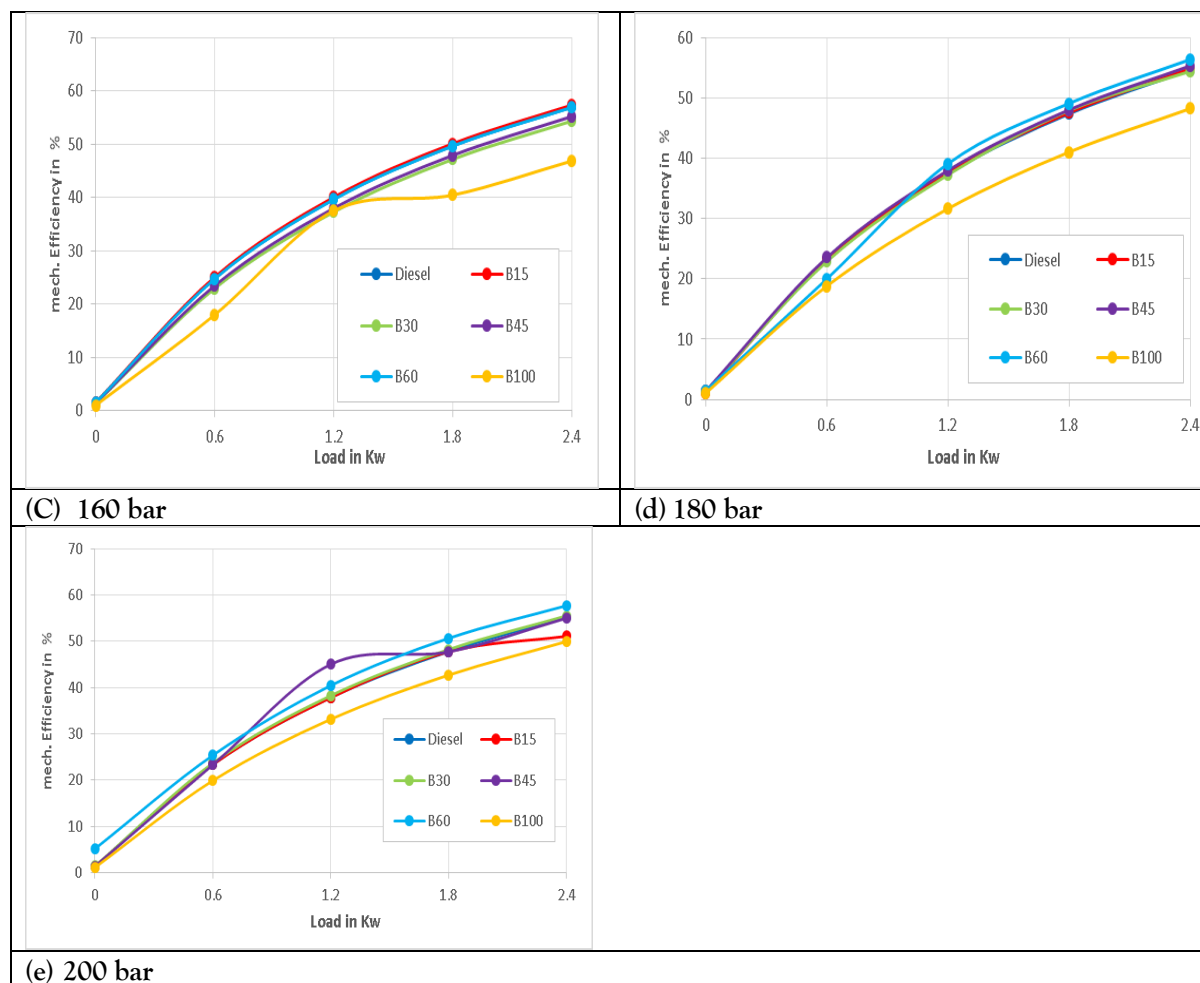 70
60
50
40
30
20
10
0
mech. Efficiency in %
Diesel B15
B30 B45
B60 B100
0 0.6 1.2 1.8 2.4
Load in Kw
(C) 160 bar
60
50
40
30
20
10
0
mech. Efficiency in %
Diesel B15
B30 B45
B60 B100
0 0.6 1.2 1.8 2.4
Load in Kw
(d) 180 bar
70
60
50
40
30
20
10
0
mech. Efficiency in %
Diesel B15
B30 B45
B60 B100
0 0.6 1.2 1.8 2.4
Load in Kw
(e) 200 bar